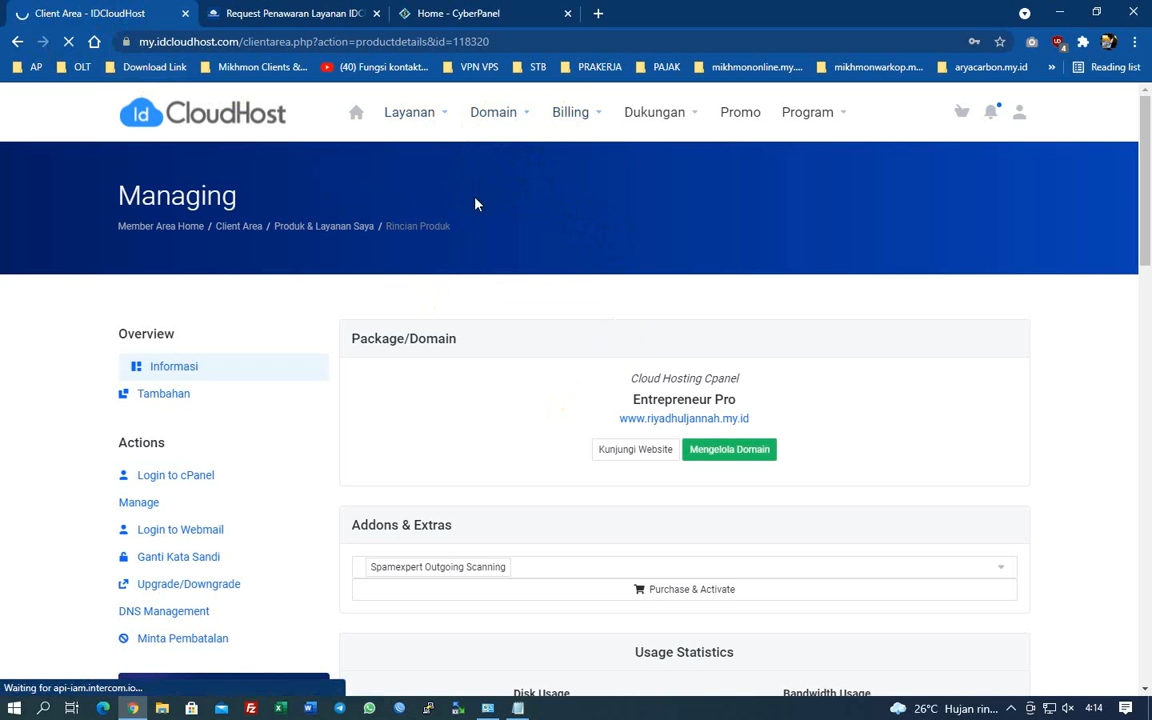 Client Area - IDCloudHost
Request Penawaran Layanan IDC
Home - CyberPanel
my.idcloudhost.com/clientarea.php?action=productdetails&id=118320
AP
OLT
Download Link
Mikhmon Clients &...
(40) Fungsi kontakt...
VPN VPS
STB
PRAKERJA
PAJAK
mikhmononline.my....
mikhmonwarkop.m...
aryacarbon.my.id
»
Reading list
Id CloudHost
Layanan
Domain
Billing
Dukungan
Promo
Program
Managing
Member Area Home / Client Area / Produk & Layanan Saya / Rincian Produk
Overview
Informasi
Tambahan
Actions
Login to cPanel
Manage
Login to Webmail
Ganti Kata Sandi
Upgrade/Downgrade
DNS Management
Minta Pembatalan
Package/Domain
Cloud Hosting Cpanel
Entrepreneur Pro
www.riyadhuljannah.my.id
Kunjungi Website
Mengelola Domain
Addons & Extras
Spamexpert Outgoing Scanning
Purchase & Activate
Usage Statistics
Disk Usage
Bandwidth Usage
Waiting for api-iam.intercom.io...
26°C Hujan rin...
4:14